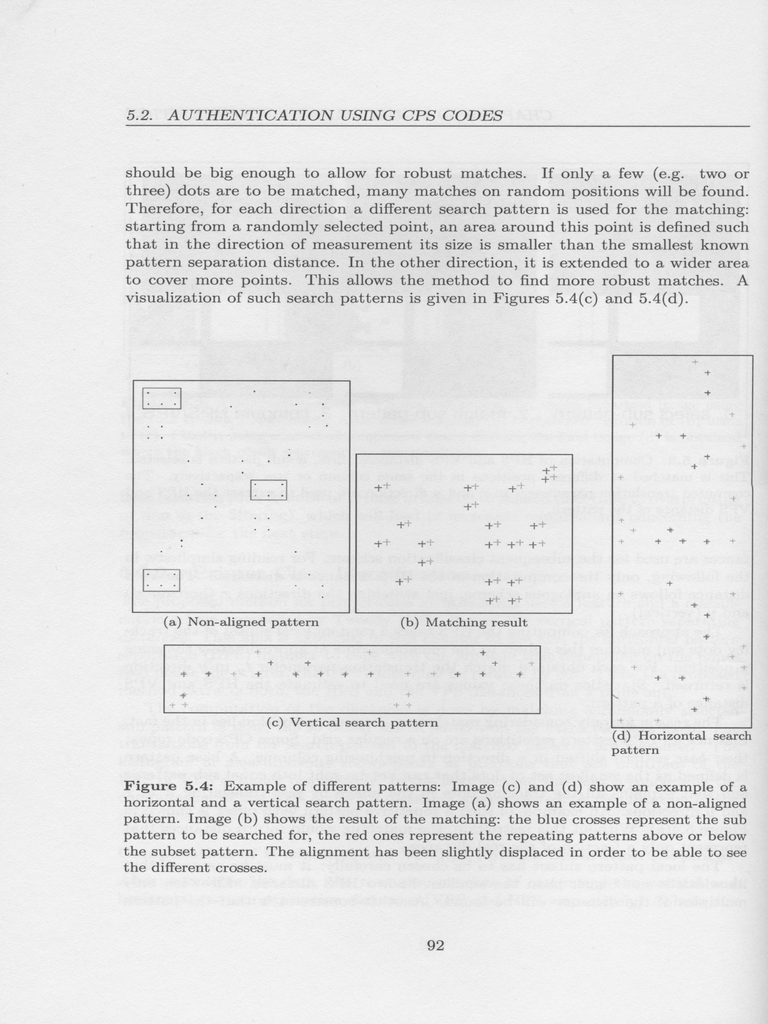 5.2. AUTHENTICATION USING CPS CODES
should be big enough to allow for robust matches. If only a few (e.g. two or
three) dots are to be matched, many matches on random positions will be found.
Therefore, for each direction a different search pattern is used for the matching:
starting from a randomly selected point, an area around this point is defined such
that in the direction of measurement its size is smaller than the smallest known
pattern separation distance. In the other direction, it is extended to a wider area
to cover more points. This allows the method to find more robust matches. A
visualization of such search patterns is given in Figures 5.4(c) and 5.4(d).
(a) Non-aligned pattern
(b) Matching result
(c) Vertical search pattern
(d) Horizontal search
pattern
Figure 5.4: Example of different patterns: Image (c) and (d) show an example of a
horizontal and a vertical search pattern. Image (a) shows an example of a non-aligned
pattern. Image (b) shows the result of the matching: the blue crosses represent the sub
pattern to be searched for, the red ones represent the repeating patterns above or below
the subset pattern. The alignment has been slightly displaced in order to be able to see
the different crosses.
92